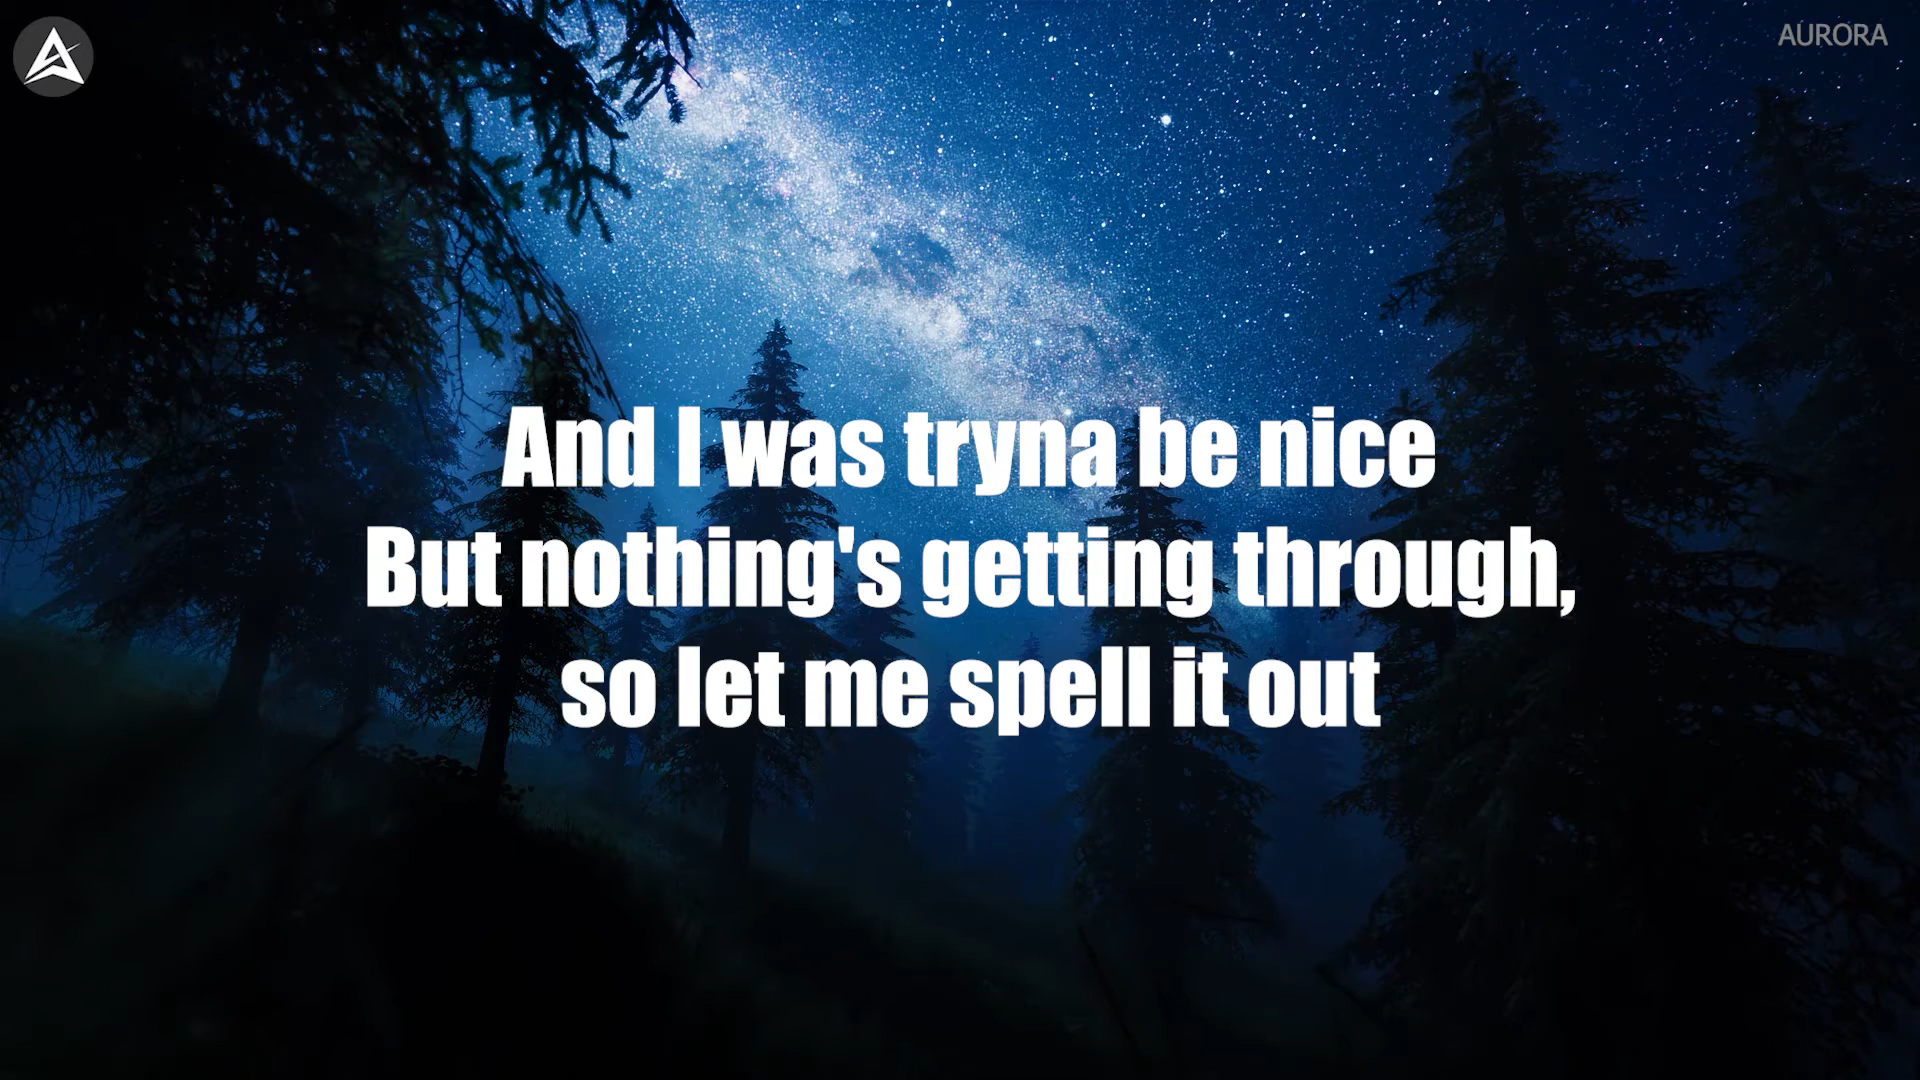 AURORA
And I was tryna be nice
But nothing's getting through,
so let me spell it out